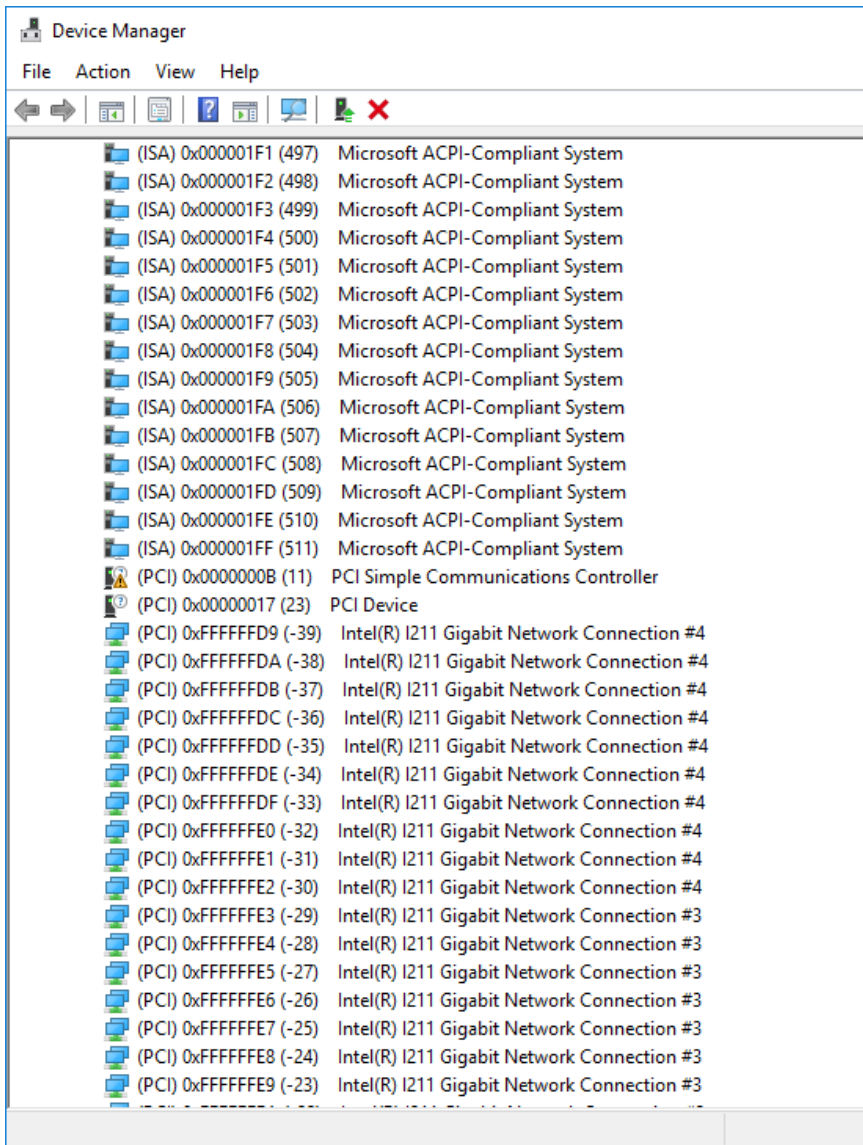 Device Manager
File Action View Help
(ISA) 0x000001F1 (497) Microsoft ACPI-Compliant System
(ISA) 0x000001F2 (498) Microsoft ACPI-Compliant System
(ISA) 0x000001F3 (499) Microsoft ACPI-Compliant System
(ISA) 0x000001F4 (500) Microsoft ACPI-Compliant System
(ISA) 0x000001F5 (501) Microsoft ACPI-Compliant System
(ISA) 0x000001F6 (502) Microsoft ACPI-Compliant System
(ISA) 0x000001F7 (503) Microsoft ACPI-Compliant System
(ISA) 0x000001F8 (504) Microsoft ACPI-Compliant System
(ISA) 0x000001F9 (505) Microsoft ACPI-Compliant System
(ISA) 0x000001FA (506) Microsoft ACPI-Compliant System
(ISA) 0x000001FB (507) Microsoft ACPI-Compliant System
(ISA) 0x000001FC (508) Microsoft ACPI-Compliant System
(ISA) 0x000001FD (509) Microsoft ACPI-Compliant System
(ISA) 0x000001FE (510) Microsoft ACPI-Compliant System
(ISA) 0x000001FF (511) Microsoft ACPI-Compliant System
(PCI) 0x0000000B (11) PCI Simple Communications Controller
(PCI) 0x00000017 (23) PCI Device
(PCI) 0xFFFFFFD9 (-39) Intel(R) I211 Gigabit Network Connection #4
(PCI) 0xFFFFFFDA (-38) Intel(R) I211 Gigabit Network Connection #4
(PCI) 0xFFFFFFDB (-37) Intel(R) I211 Gigabit Network Connection #4
(PCI) 0xFFFFFFDC (-36) Intel(R) I211 Gigabit Network Connection #4
(PCI) 0xFFFFFFDD (-35) Intel(R) I211 Gigabit Network Connection #4
(PCI) 0xFFFFFFDE (-34) Intel(R) I211 Gigabit Network Connection #4
(PCI) 0xFFFFFFDF (-33) Intel(R) I211 Gigabit Network Connection #4
(PCI) 0xFFFFFFE0 (-32) Intel(R) I211 Gigabit Network Connection #4
(PCI) 0xFFFFFFE1 (-31) Intel(R) I211 Gigabit Network Connection #4
(PCI) 0xFFFFFFE2 (-30) Intel(R) I211 Gigabit Network Connection #4
(PCI) 0xFFFFFFE3 (-29) Intel(R) I211 Gigabit Network Connection #3
(PCI) 0xFFFFFFE4 (-28) Intel(R) I211 Gigabit Network Connection #3
(PCI) 0xFFFFFFE5 (-27) Intel(R) I211 Gigabit Network Connection #3
(PCI) 0xFFFFFFE6 (-26) Intel(R) I211 Gigabit Network Connection #3
(PCI) 0xFFFFFFE7 (-25) Intel(R) I211 Gigabit Network Connection #3
(PCI) 0xFFFFFFE8 (-24) Intel(R) I211 Gigabit Network Connection #3
(PCI) 0xFFFFFFE9 (-23) Intel(R) I211 Gigabit Network Connection #3